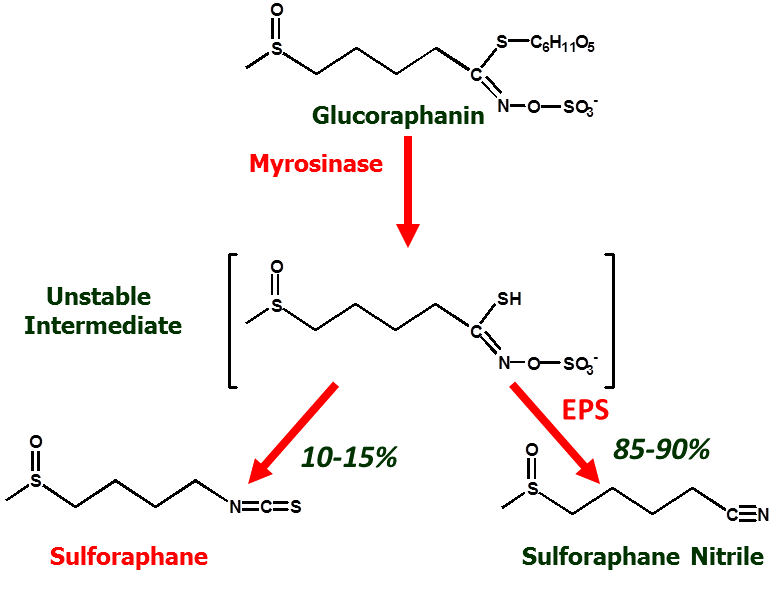 O
S
S—C₆H₁₁O₅
C
N—O—SO₃⁻
Glucoraphanin
Myrosinase
O
S
SH
C
N—O—SO₃⁻
Unstable
Intermediate
EPS
10-15%
85-90%
O
S
N=C=S
O
S
C≡N
Sulforaphane
Sulforaphane Nitrile